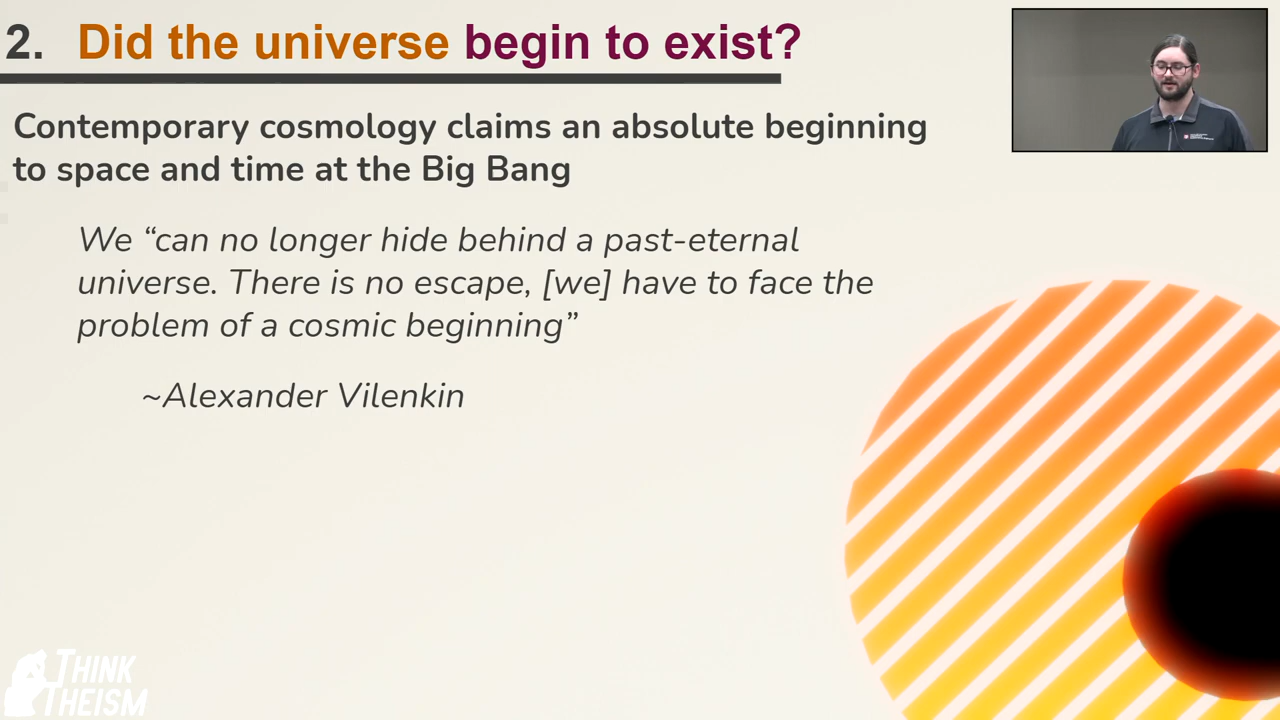 2. Did the universe begin to exist?
Contemporary cosmology claims an absolute beginning
to space and time at the Big Bang
We “can no longer hide behind a past-eternal
universe. There is no escape, [we] have to face the
problem of a cosmic beginning”
~Alexander Vilenkin
THINK
THEISM